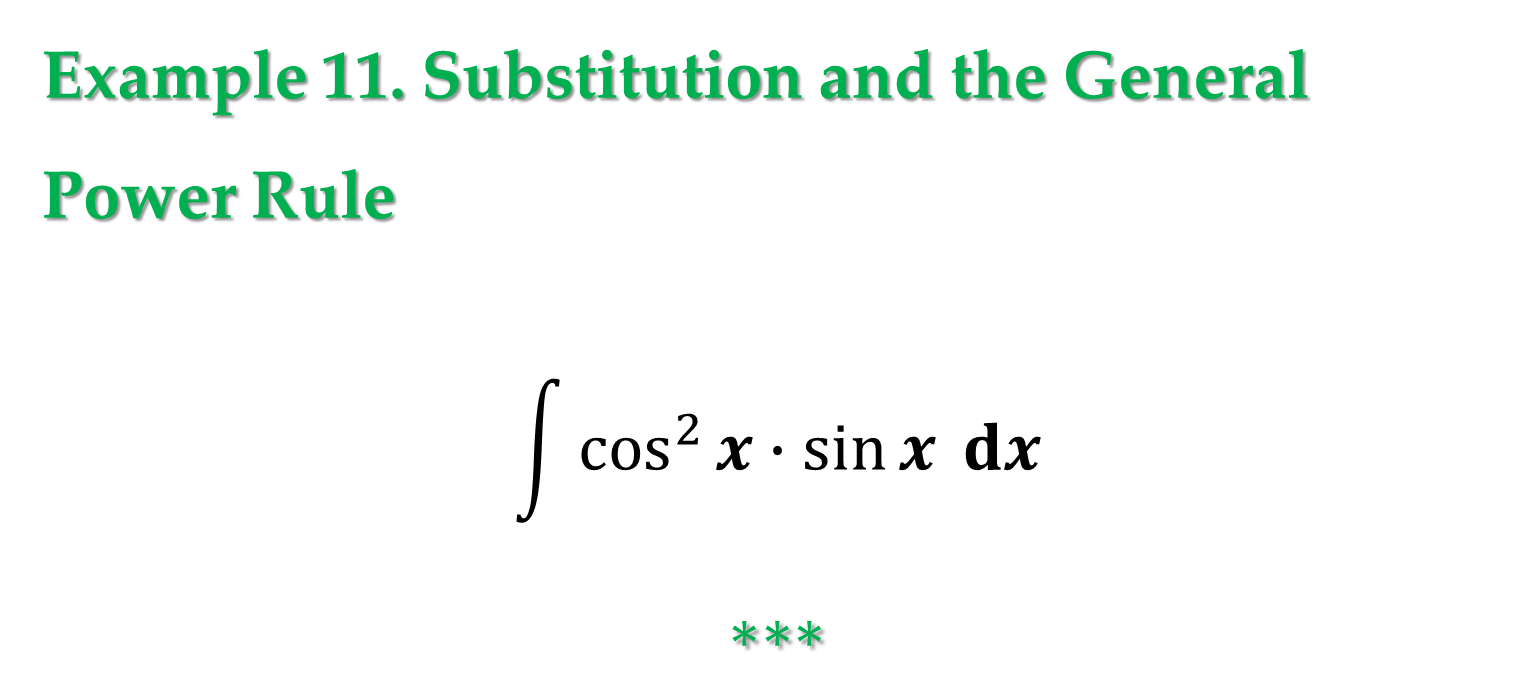 Example 11. Substitution and the General
Power Rule
∫ cos² x · sin x dx
***